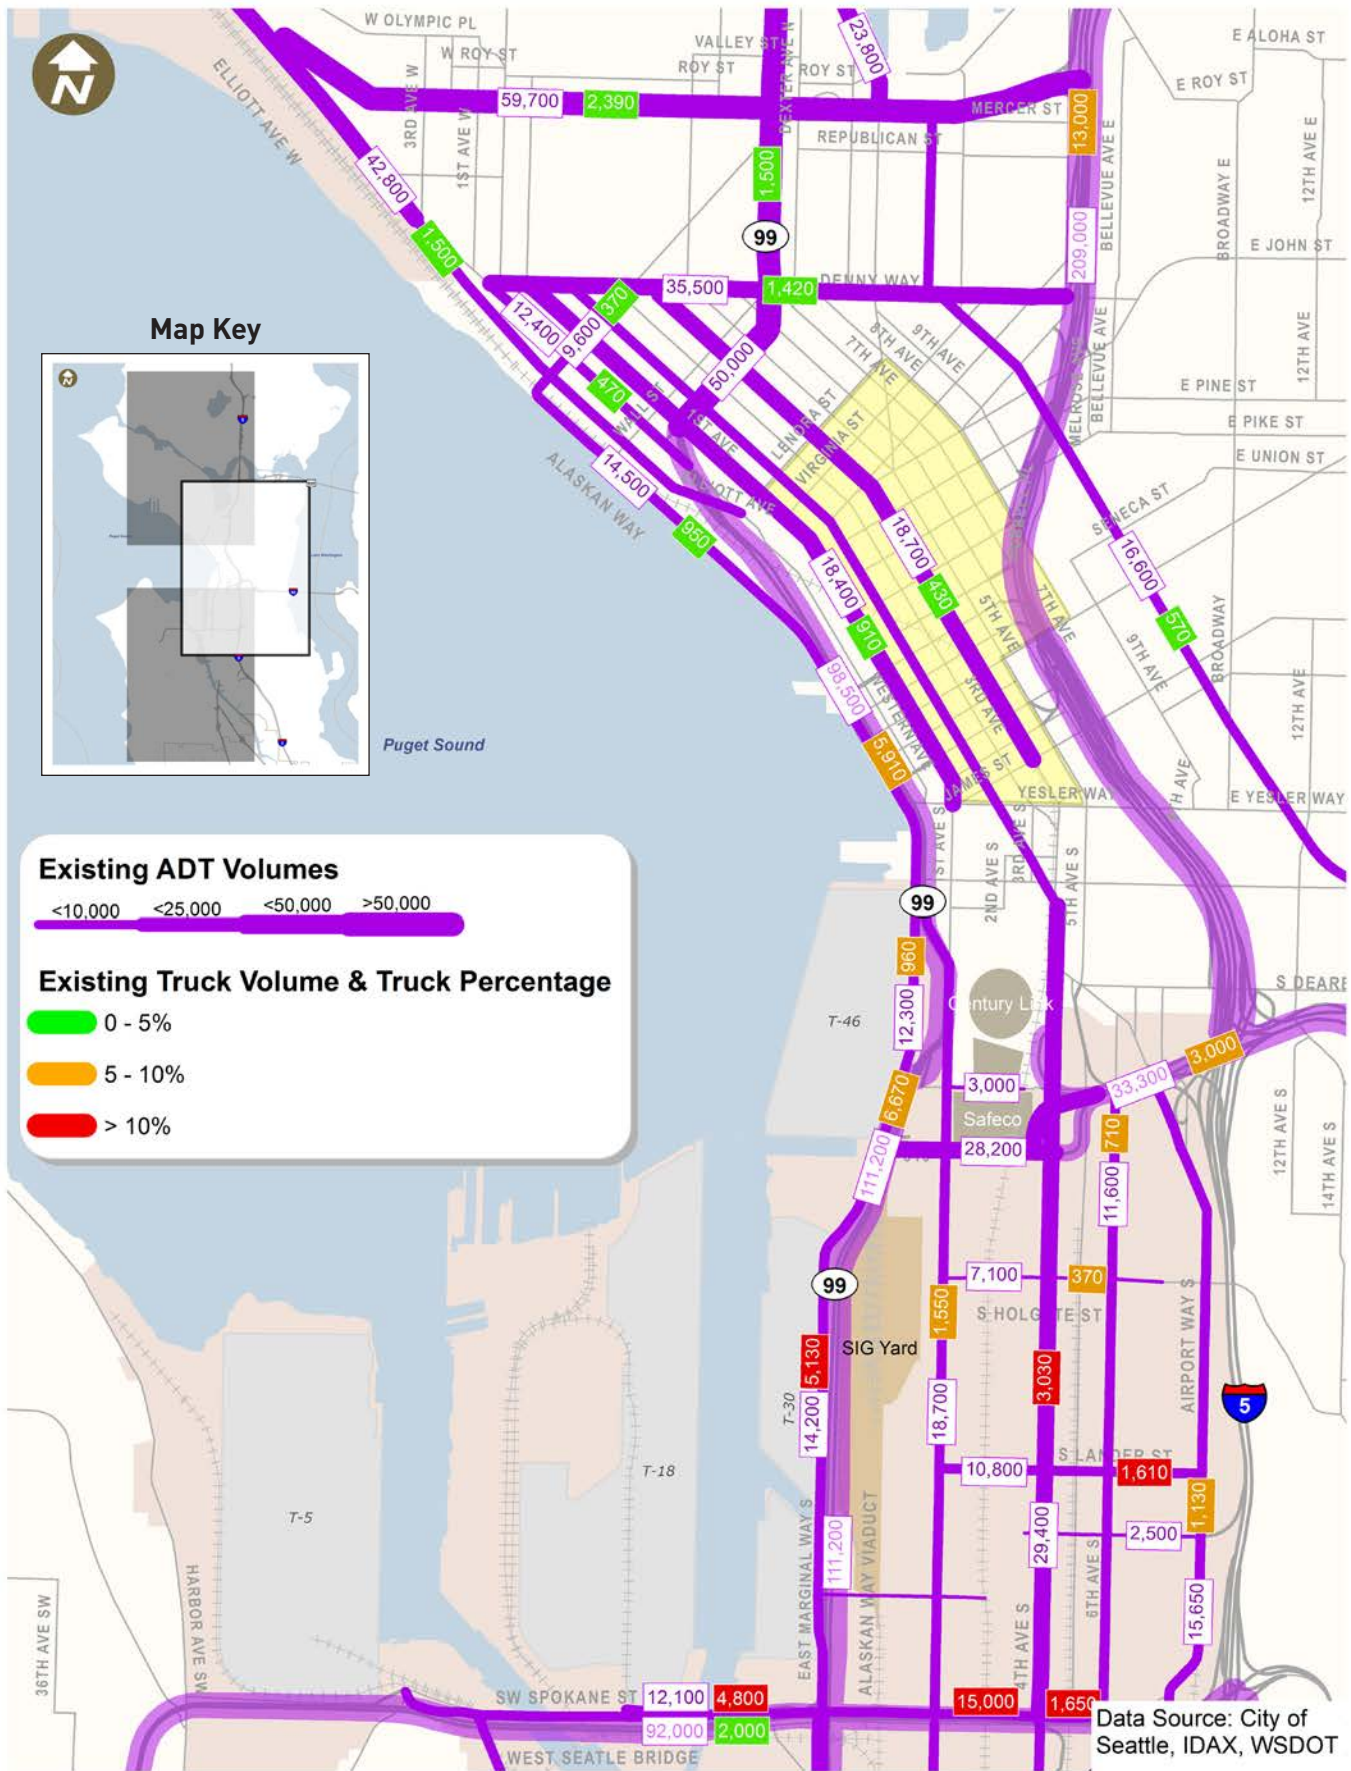 W OLYMPIC PL
W ROY ST
VALLEY ST
ROY ST
ROY ST
DEXTER AVE N
23,800
E ALOHA ST
E ROY ST
N
ELLIOTT AVE W
3RD AVE W
1ST AVE W
59,700
2,390
MERCER ST
REPUBLICAN ST
13,000
BELLEVUE AVE E
BROADWAY E
12TH AVE E
42,800
1,500
1,500
99
209,000
E JOHN ST
35,500
1,420
DENNY WAY
370
12,400
9,600
50,000
470
WALL ST
1ST AVE
7TH AVE
8TH AVE
9TH AVE
LENORA ST
VIRGINIA ST
BELLEVUE AVE
12TH AVE
E PINE ST
E PIKE ST
E UNION ST
SENECA ST
14,500
ALASKAN WAY
950
18,700
430
18,400
910
16,600
570
5TH AVE
7TH AVE
9TH AVE
BROADWAY
12TH AVE
3RD AVE
WESTERN AVE
98,500
5,910
JAMES ST
YESLER WAY
E YESLER WAY
Map Key
Puget Sound
Existing ADT Volumes
<10,000
<25,000
<50,000
>50,000
Existing Truck Volume & Truck Percentage
0 - 5%
5 - 10%
> 10%
99
2ND AVE S
3RD AVE S
5TH AVE S
960
12,300
T-46
Century Link
S DEARB
3,000
33,300
3,000
6,670
Safeco
710
28,200
111,200
11,600
12TH AVE S
14TH AVE S
99
7,100
370
S HOLGATE ST
1,550
SIG Yard
5,130
3,030
AIRPORT WAY S
5
T-30
14,200
18,700
S LANDER ST
10,800
1,610
T-18
T-5
1,130
29,400
2,500
111,200
EAST MARGINAL WAY S
ALASKAN WAY VIADUCT
4TH AVE S
6TH AVE S
15,650
HARBOR AVE SW
36TH AVE SW
SW SPOKANE ST
12,100
4,800
15,000
1,650
92,000
2,000
WEST SEATLE BRIDGE
Data Source: City of
Seattle, IDAX, WSDOT